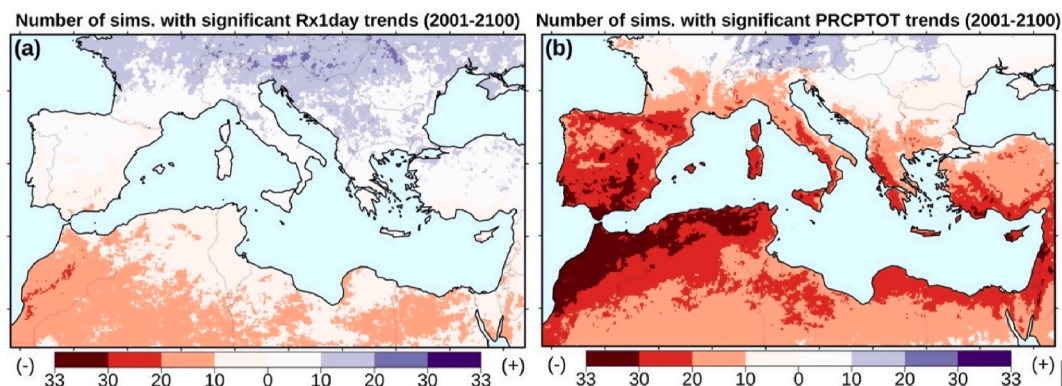 Number of sims. with significant Rx1day trends (2001-2100)
(a)
(-) 33 30 20 10 0 10 20 30 33 (+)
Number of sims. with significant PRCPTOT trends (2001-2100)
(b)
(-) 33 30 20 10 0 10 20 30 33 (+)